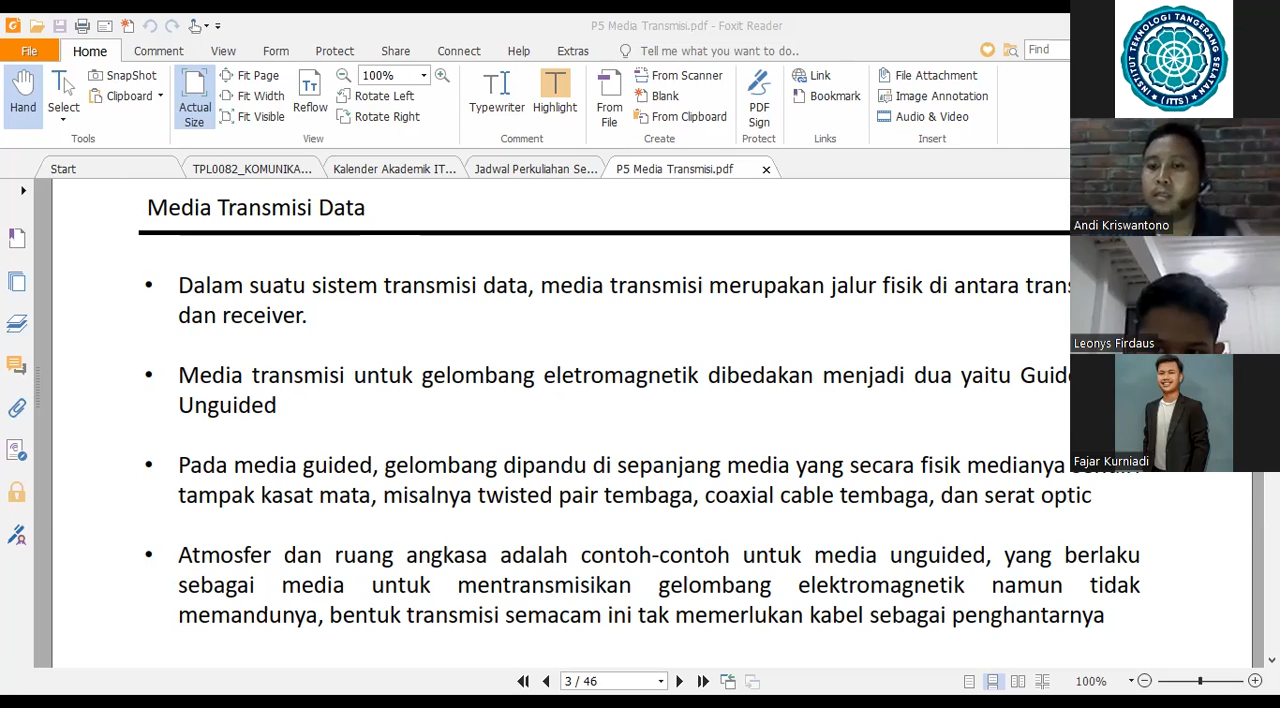 P5 Media Transmisi.pdf - Foxit Reader
File Home Comment View Form Protect Share Connect Help Extras Tell me what you want to do.. Find
Hand
Select
SnapShot
Clipboard
Tools
Actual
Size
Fit Page
Fit Width
Fit Visible
Reflow
100%
Rotate Left
Rotate Right
View
Typewriter
Highlight
Comment
From
File
From Scanner
Blank
From Clipboard
Create
PDF
Sign
Protect
Link
Bookmark
Links
File Attachment
Image Annotation
Audio & Video
Insert
Start TPL0082_KOMUNIKA... Kalender Akademik IT... Jadwal Perkuliahan Se... P5 Media Transmisi.pdf
INSTITUT TEKNOLOGI TANGERANG SELATAN
(ITTS)
Andi Kriswantono
Leonys Firdaus
Fajar Kurniadi
Media Transmisi Data
• Dalam suatu sistem transmisi data, media transmisi merupakan jalur fisik di antara
dan receiver.
• Media transmisi untuk gelombang eletromagnetik dibedakan menjadi dua yaitu
Unguided
• Pada media guided, gelombang dipandu di sepanjang media yang secara fisik medianya
tampak kasat mata, misalnya twisted pair tembaga, coaxial cable tembaga, dan serat optic
• Atmosfer dan ruang angkasa adalah contoh-contoh untuk media unguided, yang berlaku
sebagai media untuk mentransmisikan gelombang elektromagnetik namun tidak
memandunya, bentuk transmisi semacam ini tak memerlukan kabel sebagai penghantarnya
3 / 46
100%